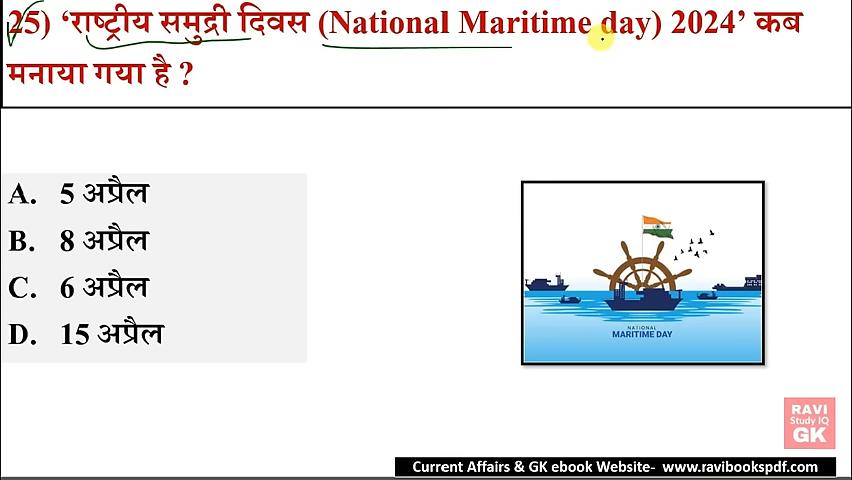 25) ‘राष्ट्रीय समुद्री दिवस (National Maritime day) 2024’ कब
मनाया गया है ?
A. 5 अप्रैल
B. 8 अप्रैल
C. 6 अप्रैल
D. 15 अप्रैल
NATIONAL
MARITIME DAY
RAVI
Study IQ
GK
Current Affairs & GK ebook Website- www.ravibookspdf.com